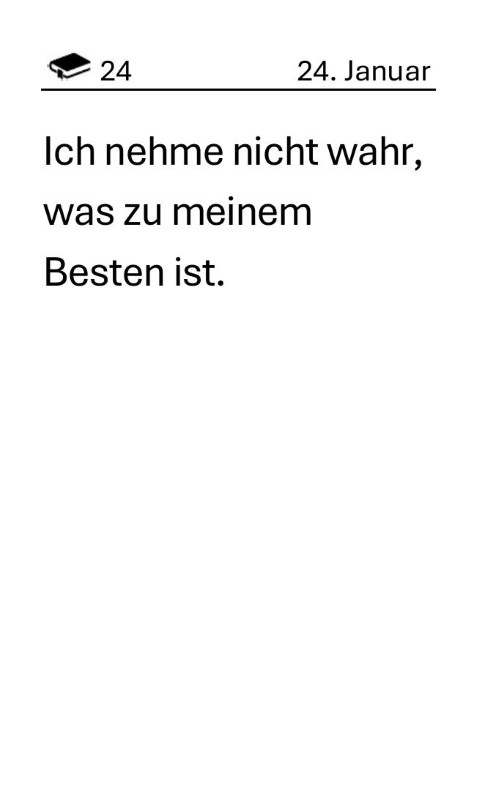 24 24. Januar
Ich nehme nicht wahr,
was zu meinem
Besten ist.